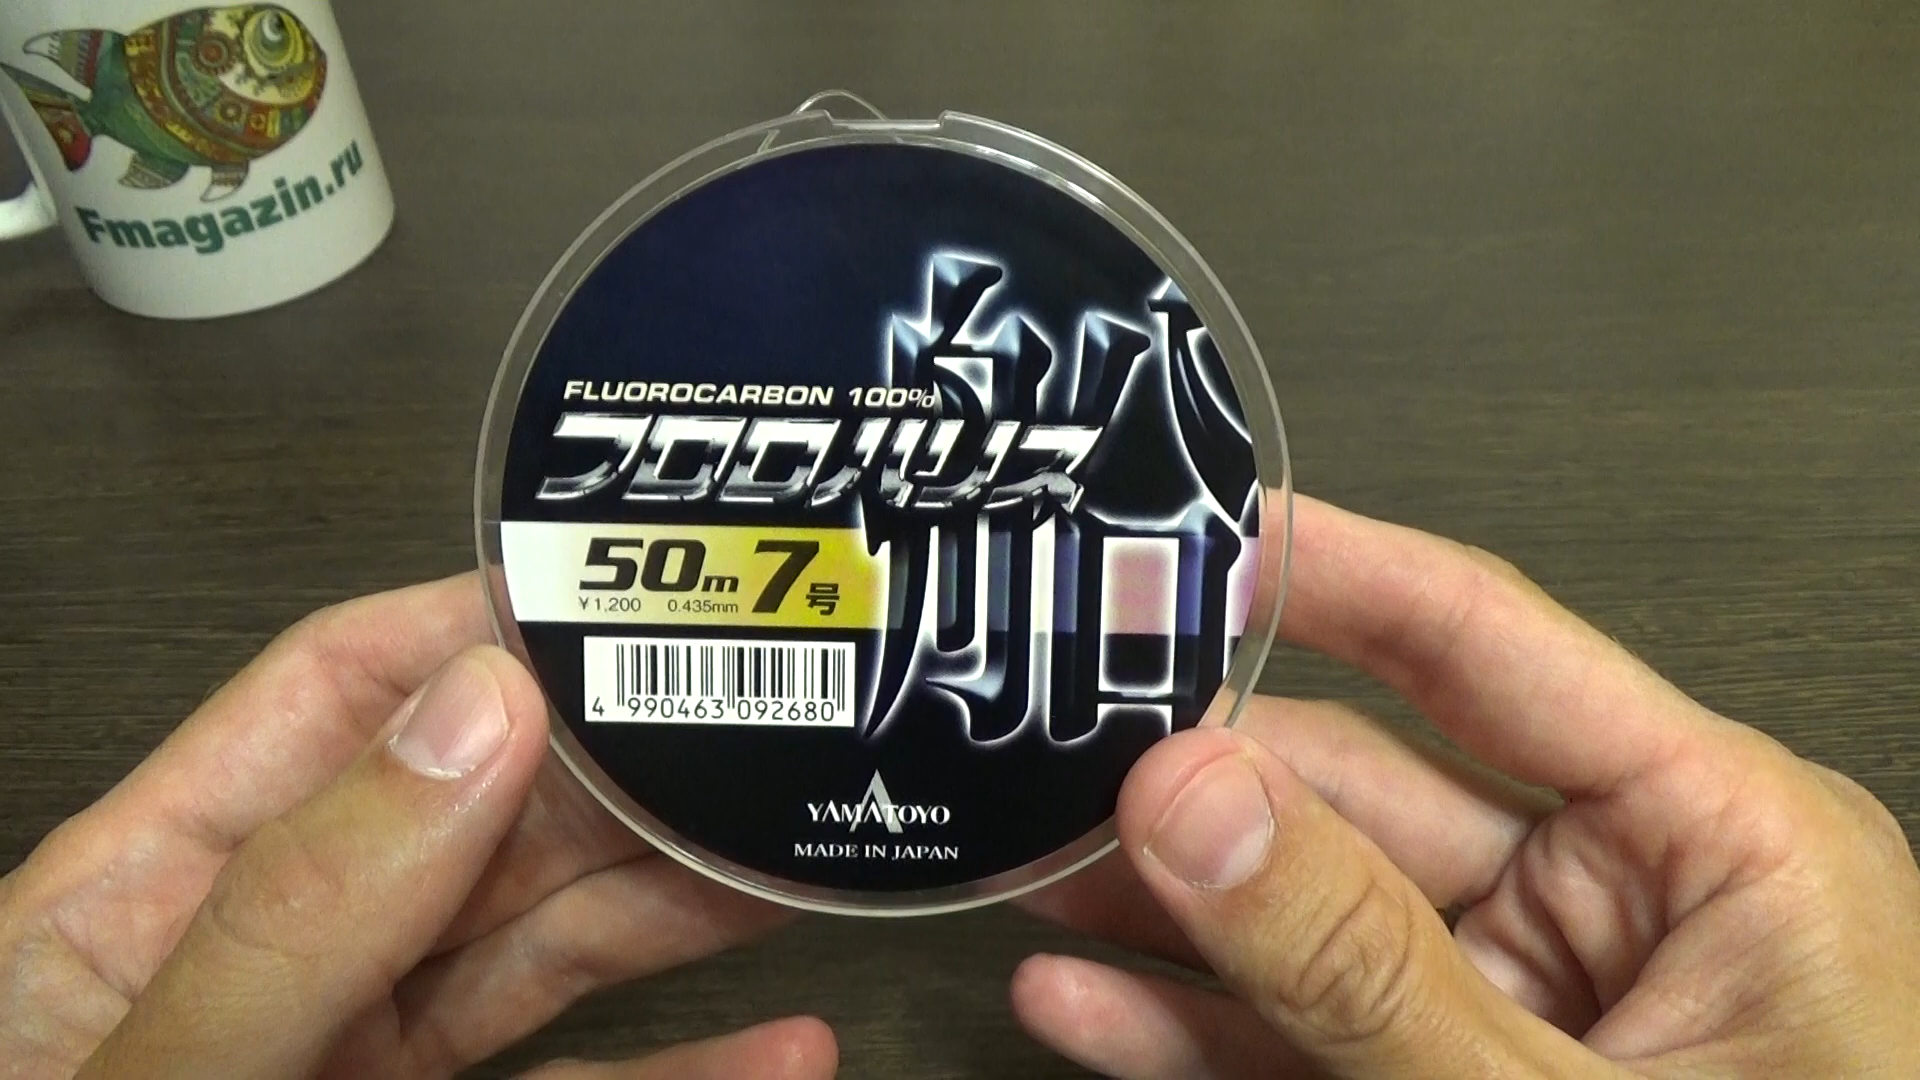 Fmagazin.ru
FLUOROCARBON 100%
フロロハリス
船
50m 7号
¥1,200 0.435mm
4 990463 092680
YAMATOYO
MADE IN JAPAN